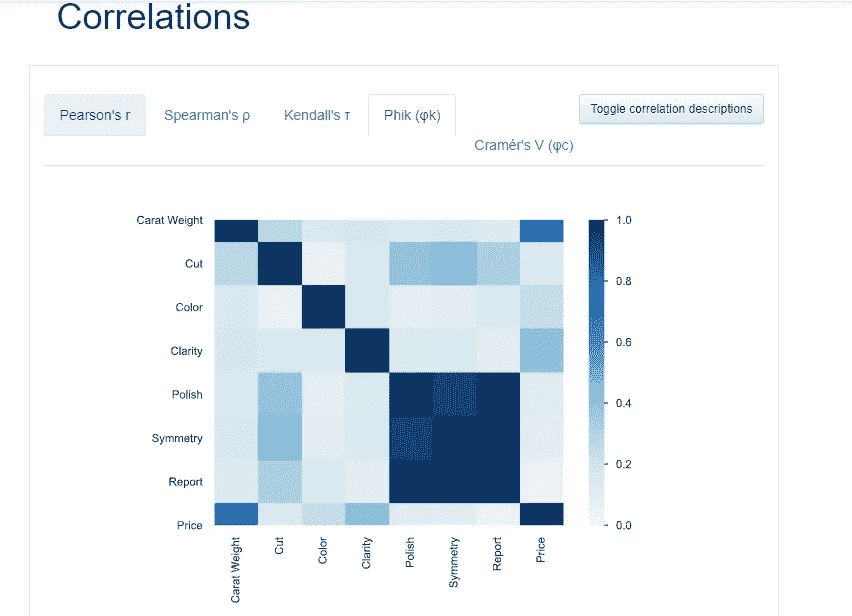 Correlations
Pearson's r
Spearman's ρ
Kendall's τ
Phik (φk)
Toggle correlation descriptions
Cramér's V (φc)
Carat Weight
Cut
Color
Clarity
Polish
Symmetry
Report
Price
1.0
0.8
0.6
0.4
0.2
0.0
Carat Weight
Cut
Color
Clarity
Polish
Symmetry
Report
Price